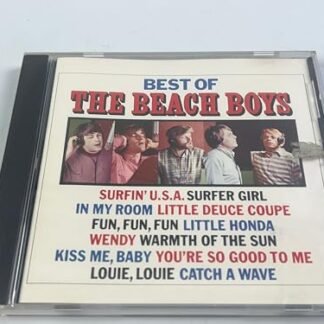 BEST OF
THE BEACH BOYS
SURFIN' U.S.A. SURFER GIRL
IN MY ROOM LITTLE DEUCE COUPE
FUN, FUN, FUN LITTLE HONDA
WENDY WARMTH OF THE SUN
KISS ME, BABY YOU'RE SO GOOD TO ME
LOUIE, LOUIE CATCH A WAVE